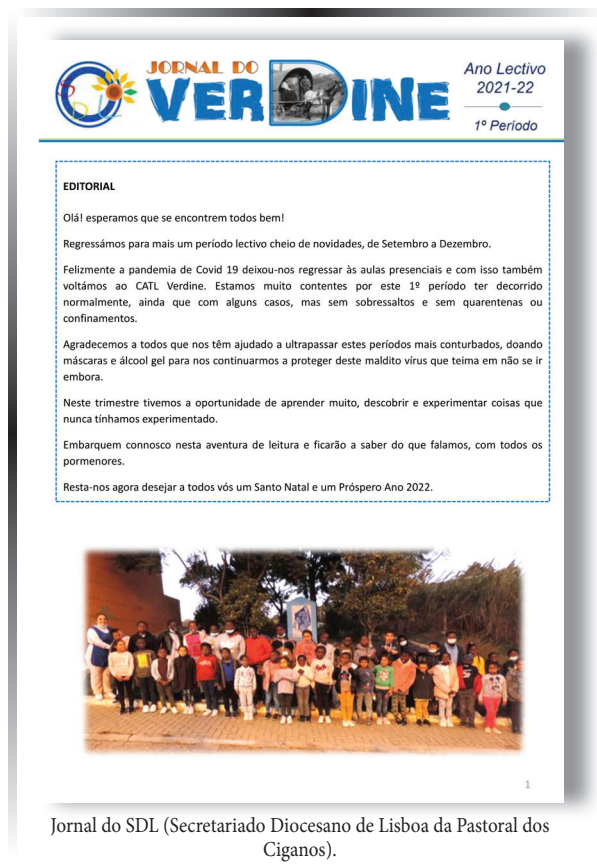 SDL
JORNAL DO
VERDINE
Ano Lectivo
2021-22
1º Período
EDITORIAL
Olá! esperamos que se encontrem todos bem!
Regressámos para mais um período lectivo cheio de novidades, de Setembro a Dezembro.
Felizmente a pandemia de Covid 19 deixou-nos regressar às aulas presenciais e com isso também
voltámos ao CATL Verdine. Estamos muito contentes por este 1º período ter decorrido
normalmente, ainda que com alguns casos, mas sem sobressaltos e sem quarentenas ou
confinamentos.
Agradecemos a todos que nos têm ajudado a ultrapassar estes períodos mais conturbados, doando
máscaras e álcool gel para nos continuarmos a proteger deste maldito vírus que teima em não se ir
embora.
Neste trimestre tivemos a oportunidade de aprender muito, descobrir e experimentar coisas que
nunca tínhamos experimentado.
Embarquem connosco nesta aventura de leitura e ficarão a saber do que falamos, com todos os
pormenores.
Resta-nos agora desejar a todos vós um Santo Natal e um Próspero Ano 2022.
1
Jornal do SDL (Secretariado Diocesano de Lisboa da Pastoral dos
Ciganos).